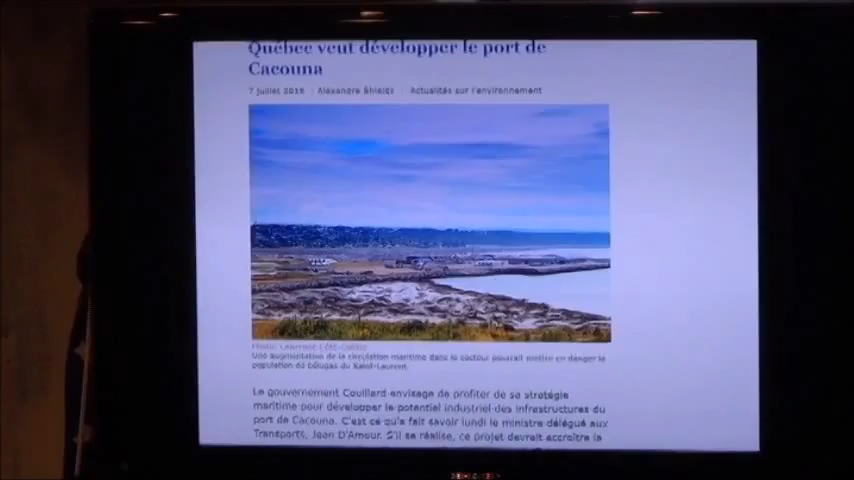 Québec veut développer le port de
Cacouna
7 juillet 2015 Alexandre Shields Actualités sur l'environnement
Photo:
Une augmentation de la circulation maritime dans le secteur pourrait mettre en danger la
population de bélugas du Saint-Laurent.
Le gouvernement Couillard envisage de profiter de sa stratégie
maritime pour développer le potentiel industriel des infrastructures du
port de Cacouna. C'est ce qu'a fait savoir lundi le ministre délégué aux
Transports, Jean D'Amour. S'il se réalise, ce projet devrait accroître la